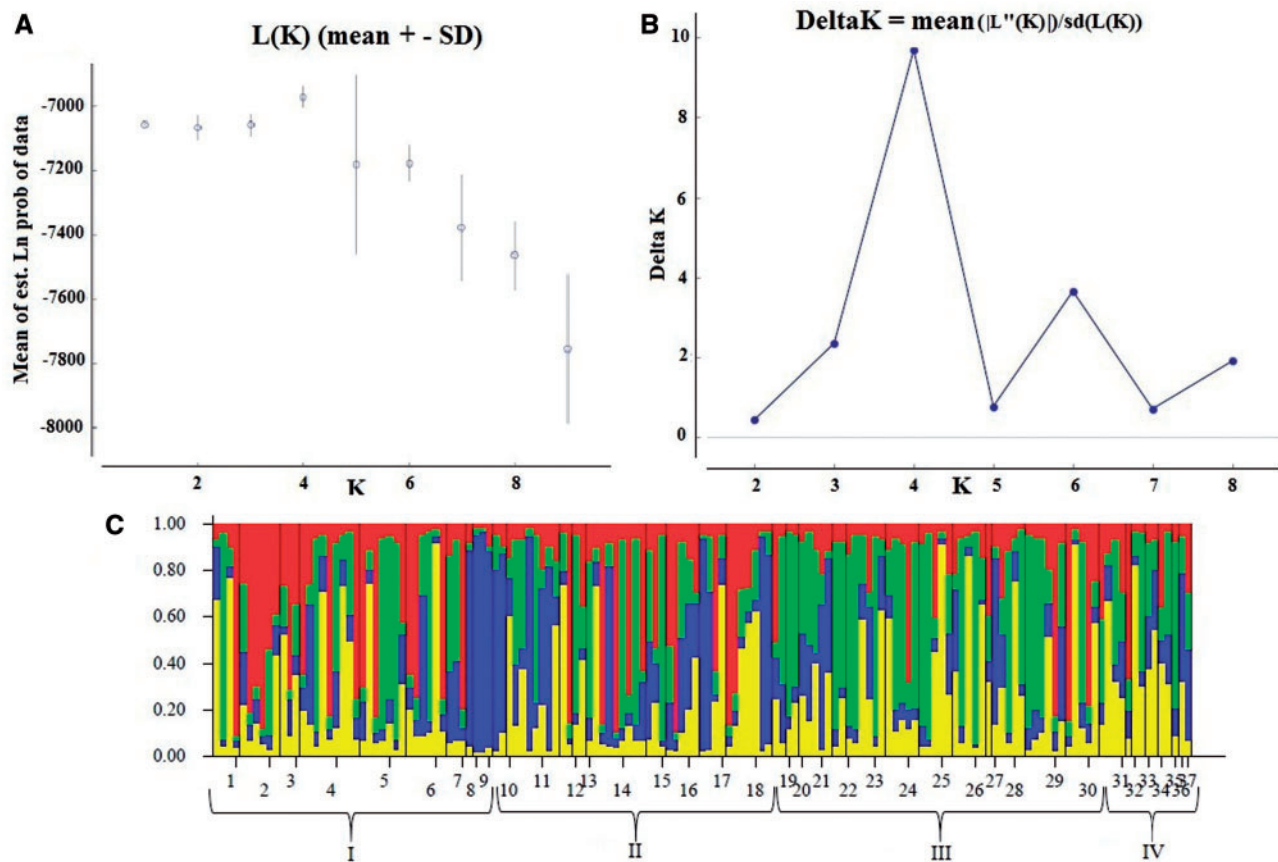 A
L(K) (mean + - SD)
Mean of est. Ln prob of data
-7000
-7200
-7400
-7600
-7800
-8000
2 4 6 8
K
B
DeltaK = mean(|L"(K)|)/sd(L(K))
Delta K
10
8
6
4
2
0
2 3 4 5 6 7 8
K
C
1.00
0.80
0.60
0.40
0.20
0.00
1 2 3 4 5 6 7 8 9 10 11 12 13 14 15 16 17 18 19 20 21 22 23 24 25 26 27 28 29 30 31 32 33 34 35 36 37
I II III IV